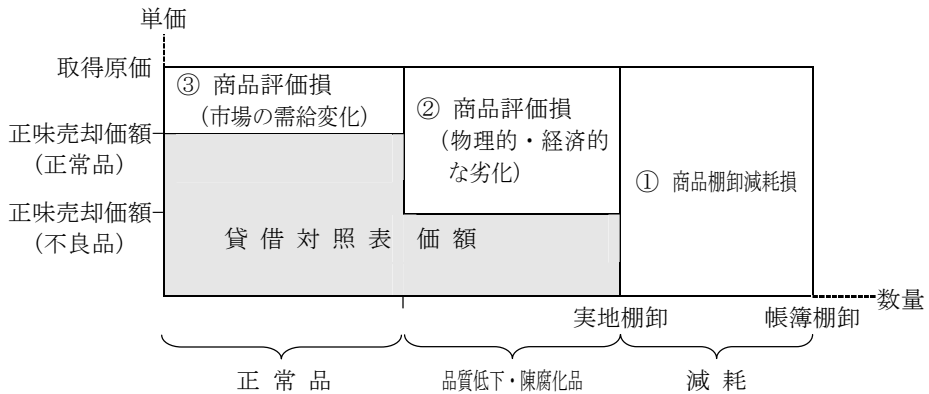 単価
取得原価
③ 商品評価損
(市場の需給変化)
② 商品評価損
(物理的・経済的
な劣化)
① 商品棚卸減耗損
正味売却価額
(正常品)
正味売却価額
(不良品)
貸借対照表価額
数量
実地棚卸
帳簿棚卸
正常品
品質低下・陳腐化品
減耗